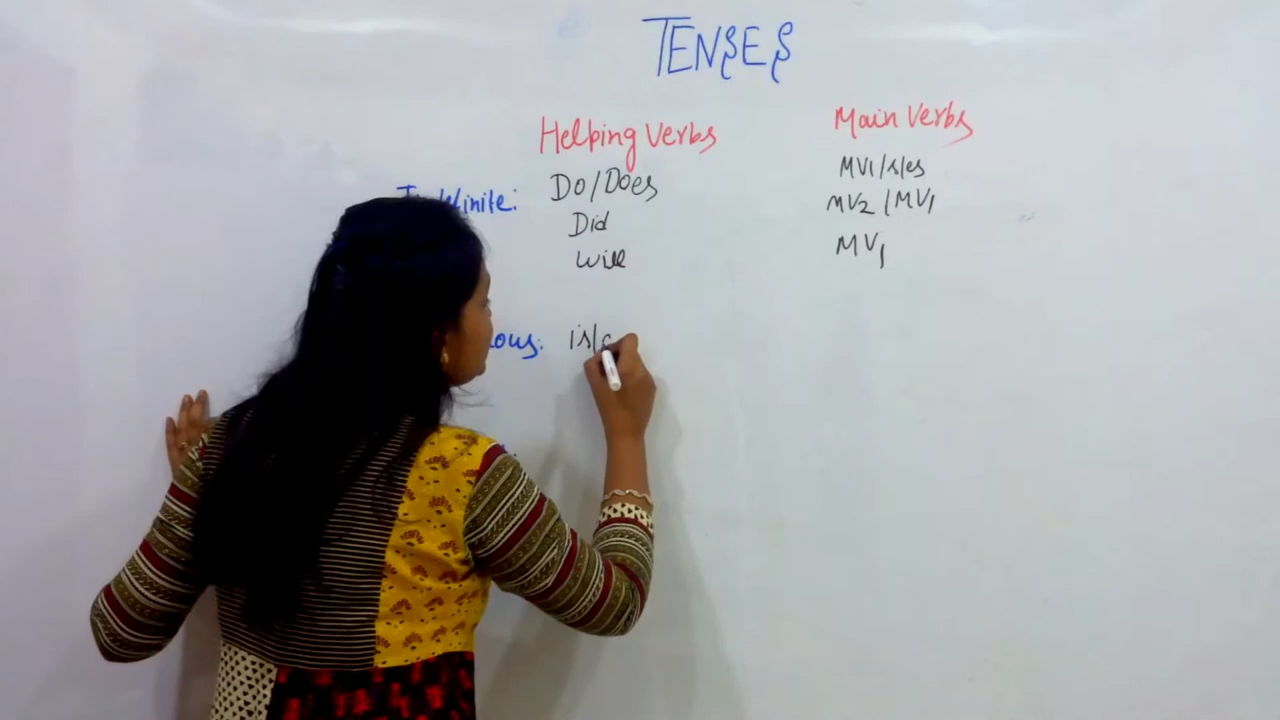 TENSES
Helping Verbs Main Verbs
Do/Does MV1/s/es
Did MV2 / MV1
Will MV1
is/